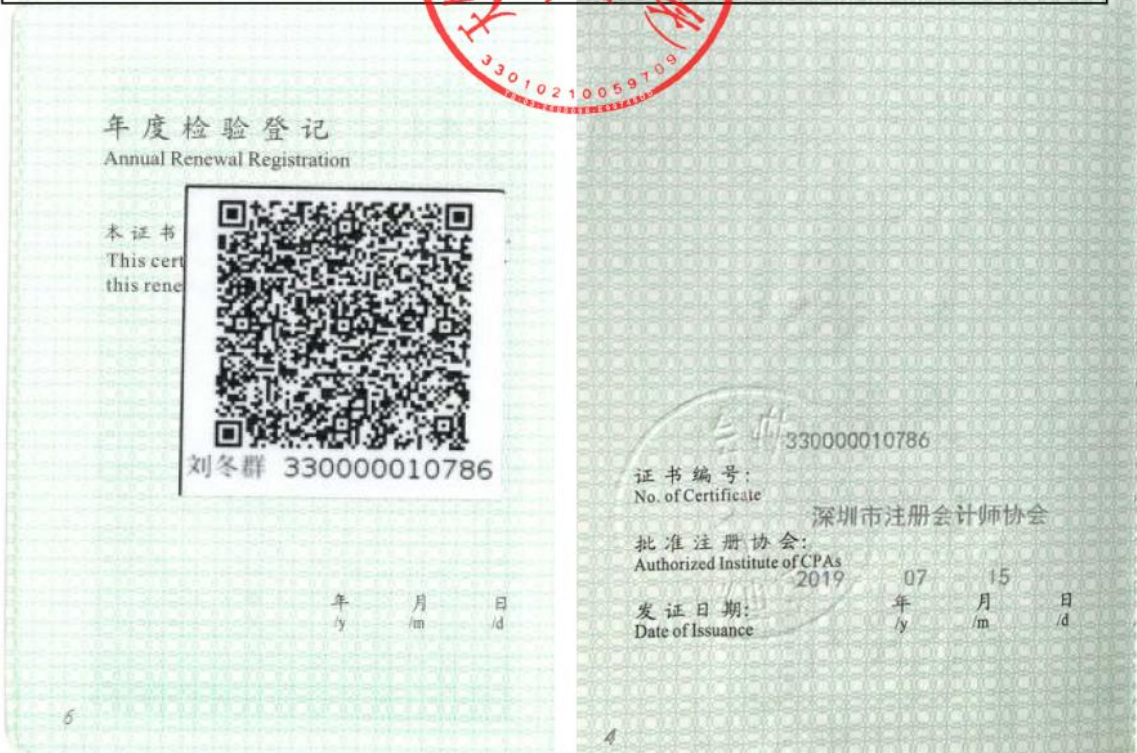 33010210059709
年度检验登记
Annual Renewal Registration
本证书
This cert
this rene
刘冬群 330000010786
年 月 日
/y /m /d
6
330000010786
证书编号:
No. of Certificate
深圳市注册会计师协会
批准注册协会:
Authorized Institute of CPAs
2019 07 15
发证日期: 年 月 日
Date of Issuance /y /m /d
4